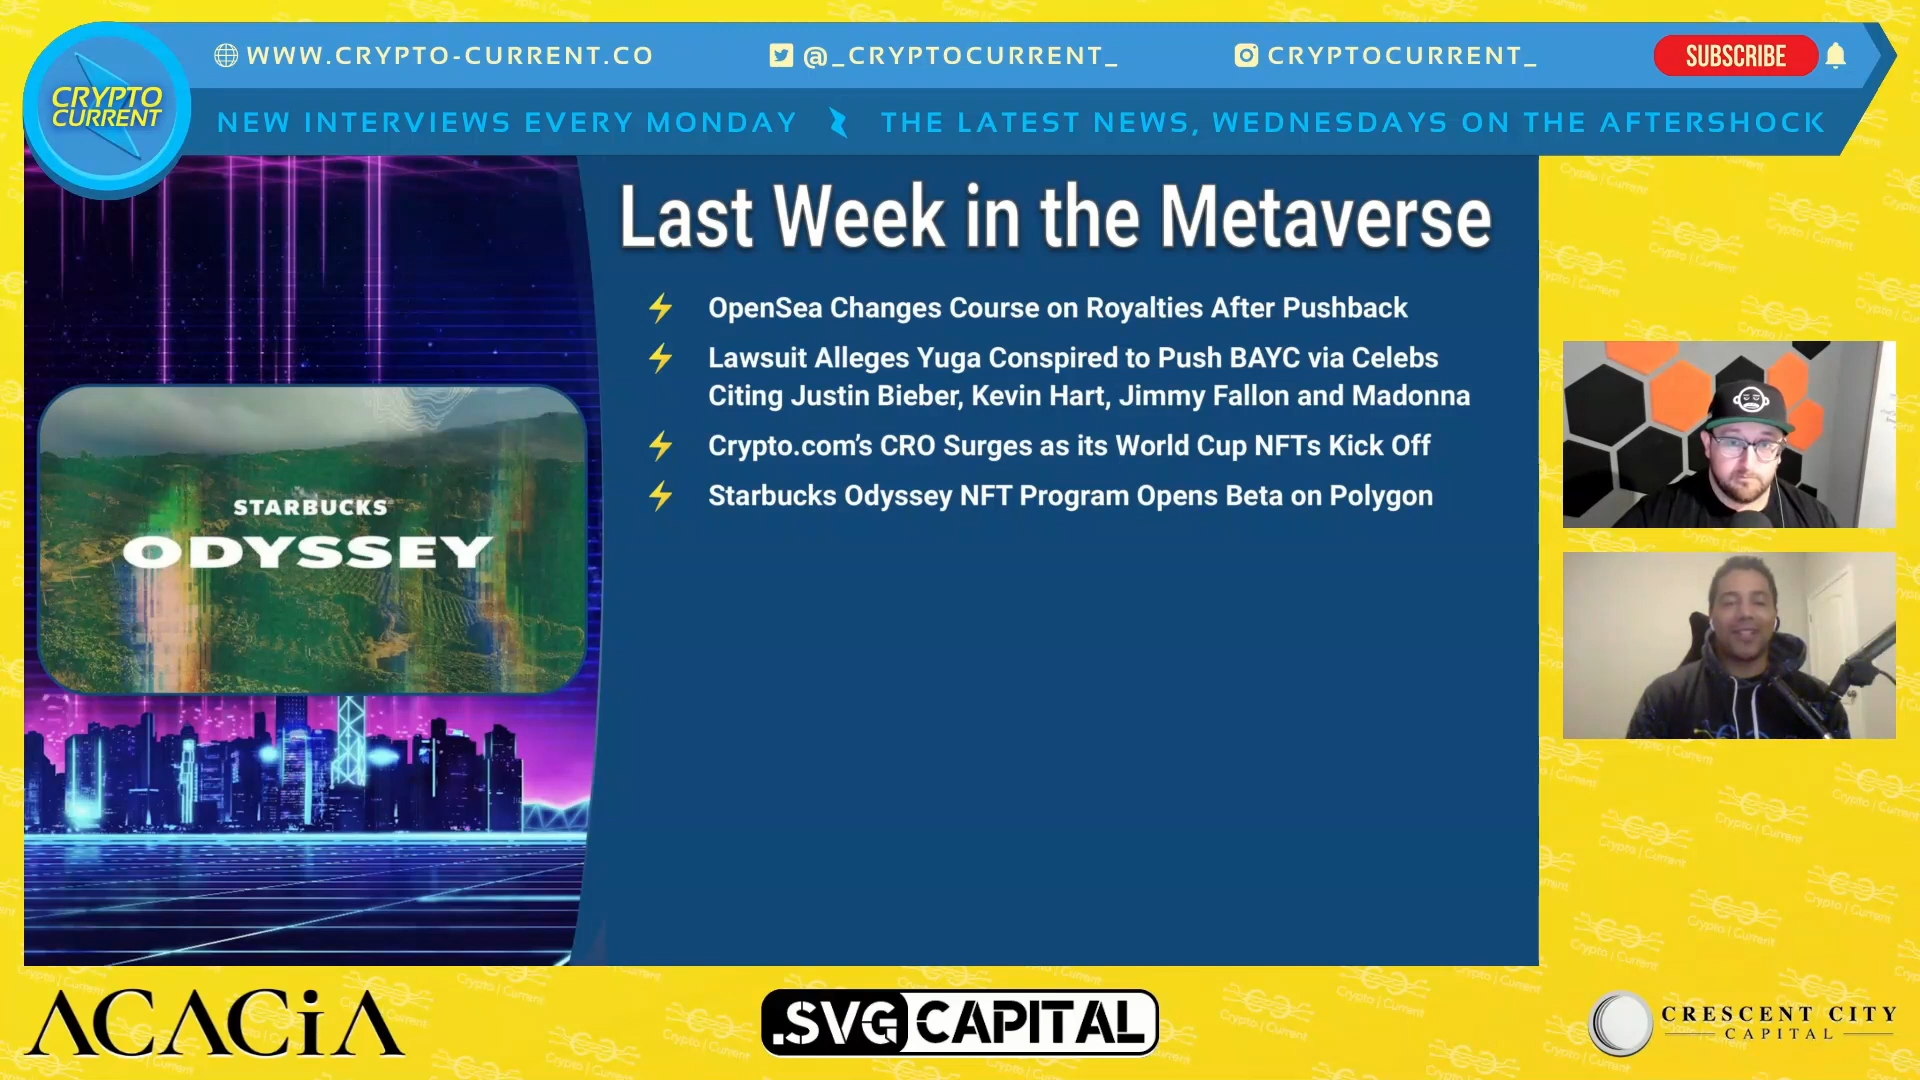 WWW.CRYPTO-CURRENT.CO
@_CRYPTOCURRENT_
CRYPTOCURRENT_
SUBSCRIBE
CRYPTO
CURRENT
NEW INTERVIEWS EVERY MONDAY
THE LATEST NEWS, WEDNESDAYS ON THE AFTERSHOCK
Last Week in the Metaverse
OpenSea Changes Course on Royalties After Pushback
Lawsuit Alleges Yuga Conspired to Push BAYC via Celebs
Citing Justin Bieber, Kevin Hart, Jimmy Fallon and Madonna
Crypto.com’s CRO Surges as its World Cup NFTs Kick Off
Starbucks Odyssey NFT Program Opens Beta on Polygon
STARBUCKS
ODYSSEY
ACACiA
.SVG CAPITAL
CRESCENT CITY
CAPITAL
Crypto | Current